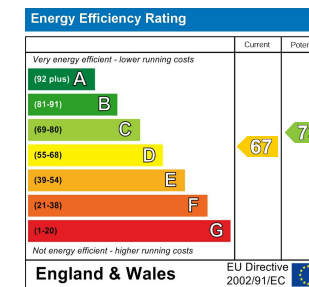 Energy Efficiency Rating
Current
Very energy efficient - lower running costs
(92 plus) A
(81-91) B
(69-80) C
(55-68) D
67
(39-54) E
(21-38) F
(1-20) G
Not energy efficient - higher running costs
England & Wales
EU Directive
2002/91/EC